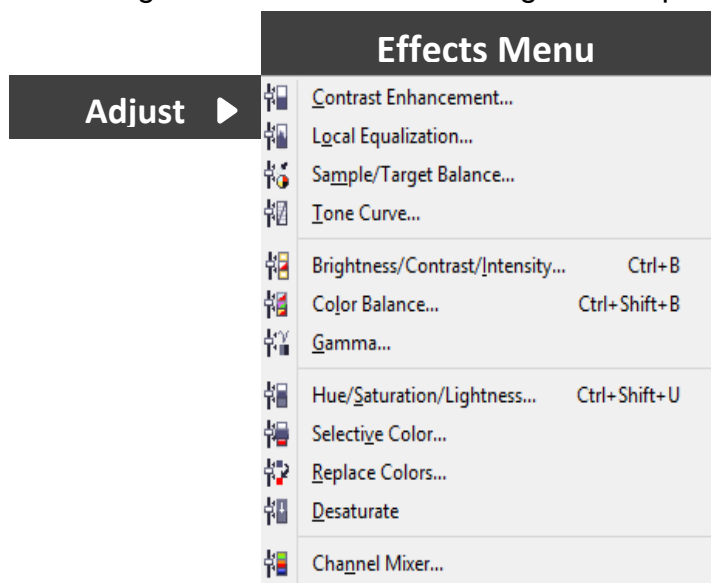 Effects Menu
Adjust
Contrast Enhancement...
Local Equalization...
Sample/Target Balance...
Tone Curve...
Brightness/Contrast/Intensity... Ctrl+B
Color Balance... Ctrl+Shift+B
Gamma...
Hue/Saturation/Lightness... Ctrl+Shift+U
Selective Color...
Replace Colors...
Desaturate
Channel Mixer...